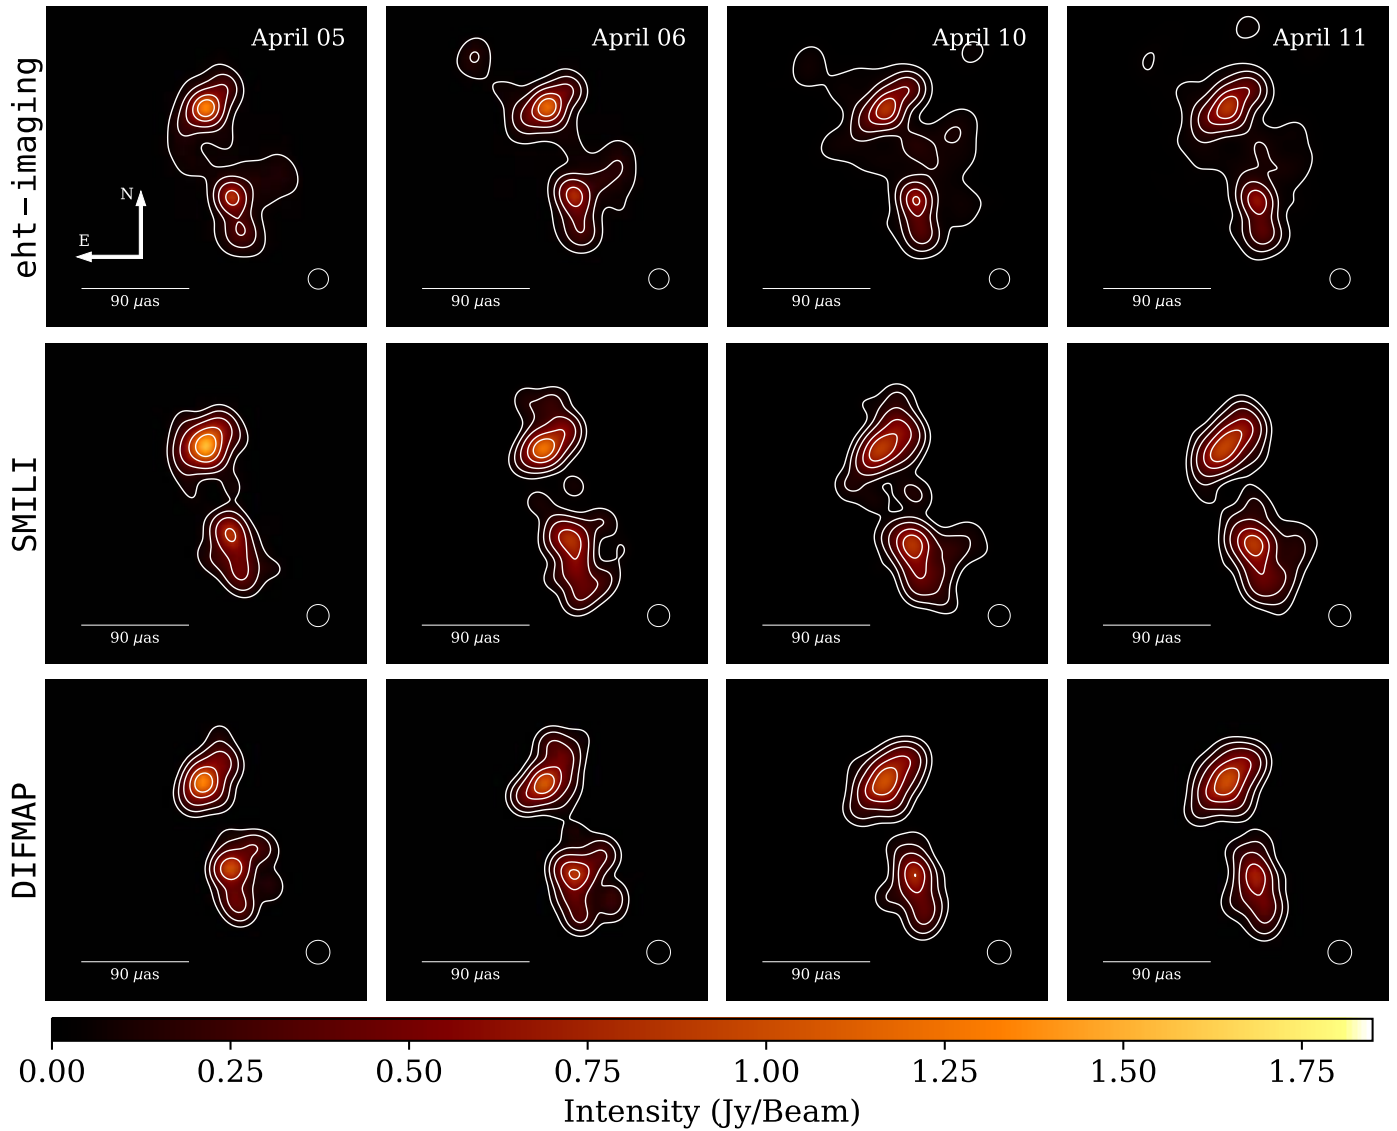 April 05
April 06
April 10
April 11
eht-imaging
N
E
90 μas
90 μas
90 μas
90 μas
SMILI
90 μas
90 μas
90 μas
90 μas
DIFMAP
90 μas
90 μas
90 μas
90 μas
0.00 0.25 0.50 0.75 1.00 1.25 1.50 1.75
Intensity (Jy/Beam)